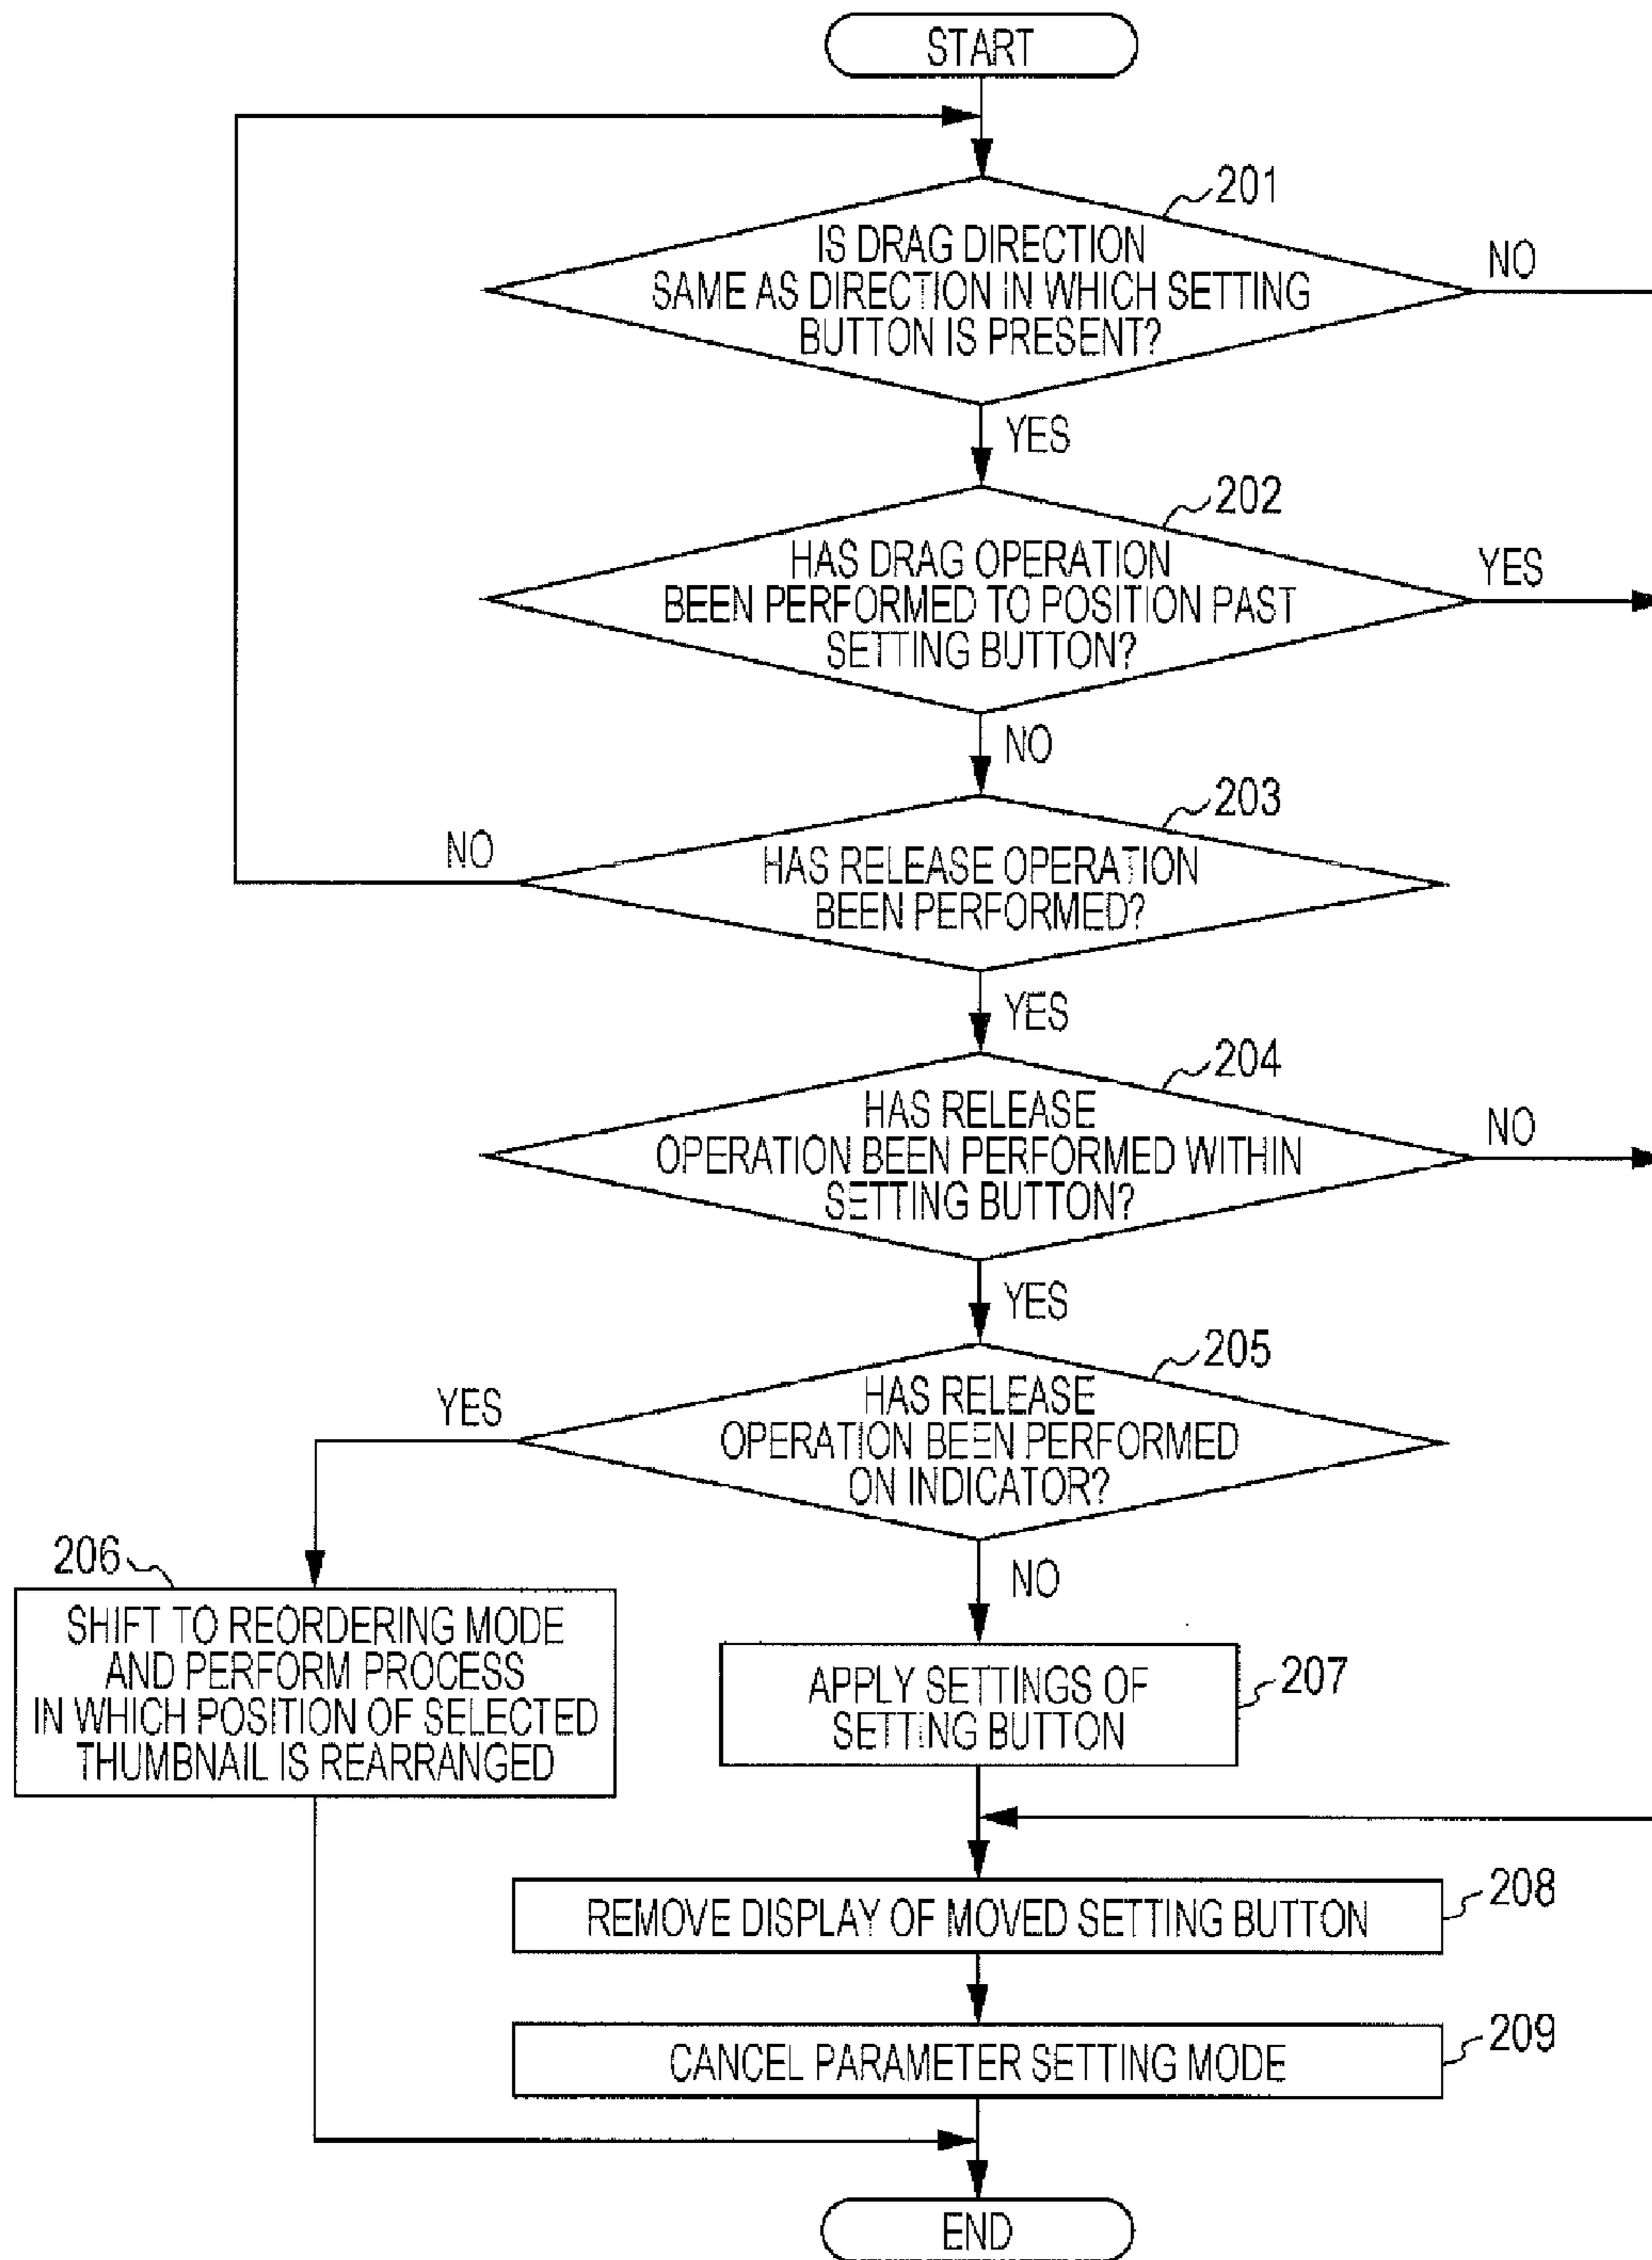 START
201
IS DRAG DIRECTION
SAME AS DIRECTION IN WHICH SETTING
BUTTON IS PRESENT?
NO
YES
202
HAS DRAG OPERATION
BEEN PERFORMED TO POSITION PAST
SETTING BUTTON?
YES
NO
203
HAS RELEASE OPERATION
BEEN PERFORMED?
NO
YES
204
HAS RELEASE
OPERATION BEEN PERFORMED WITHIN
SETTING BUTTON?
NO
YES
205
HAS RELEASE
OPERATION BEEN PERFORMED
ON INDICATOR?
YES
NO
206
SHIFT TO REORDERING MODE
AND PERFORM PROCESS
IN WHICH POSITION OF SELECTED
THUMBNAIL IS REARRANGED
207
APPLY SETTINGS OF
SETTING BUTTON
208
REMOVE DISPLAY OF MOVED SETTING BUTTON
209
CANCEL PARAMETER SETTING MODE
END